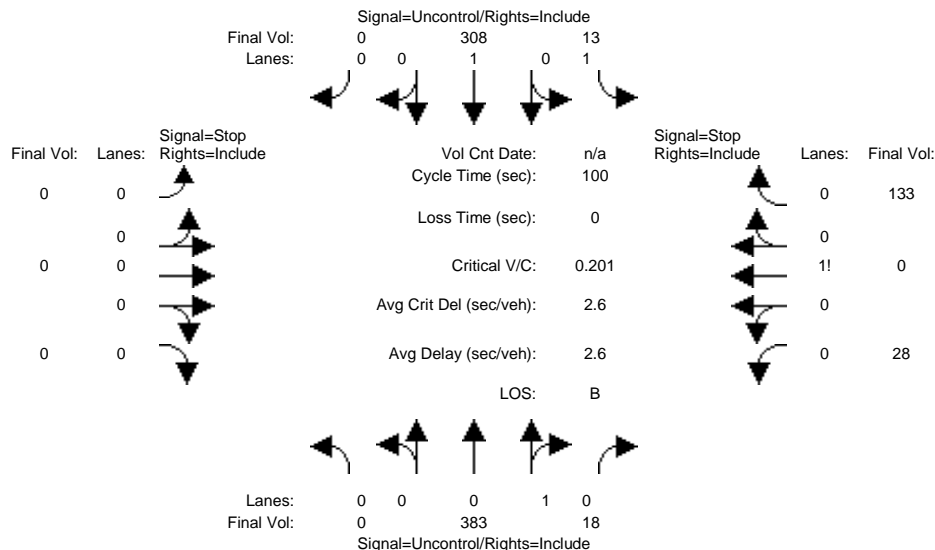 Signal=Uncontrol/Rights=Include
Final Vol: 0 308 13
Lanes: 0 0 1 0 1
Signal=Stop Signal=Stop
Final Vol: Lanes: Rights=Include Vol Cnt Date: n/a Rights=Include Lanes: Final Vol:
Cycle Time (sec): 100
0 0 0 133
Loss Time (sec): 0
0 0
0 0 Critical V/C: 0.201 1! 0
0 Avg Crit Del (sec/veh): 2.6 0
0 0 Avg Delay (sec/veh): 2.6 0 28
LOS: B
Lanes: 0 0 0 1 0
Final Vol: 0 383 18
Signal=Uncontrol/Rights=Include